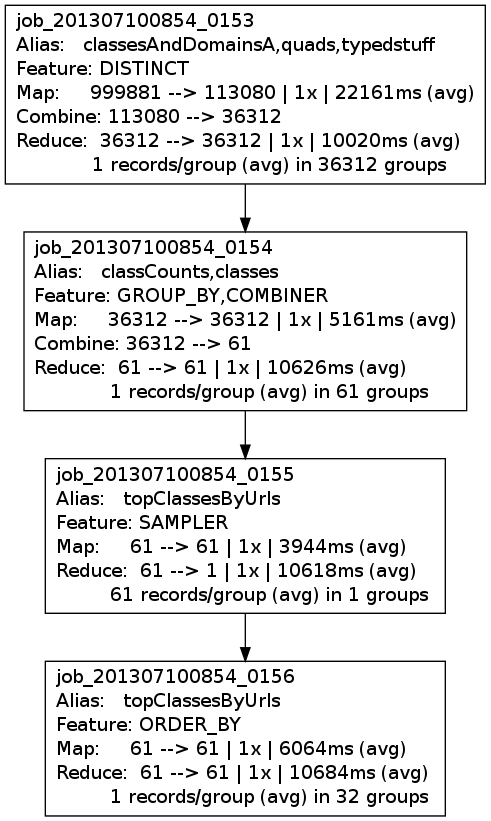 job_201307100854_0153
Alias: classesAndDomainsA,quads,typedstuff
Feature: DISTINCT
Map: 999881 --> 113080 | 1x | 22161ms (avg)
Combine: 113080 --> 36312
Reduce: 36312 --> 36312 | 1x | 10020ms (avg)
1 records/group (avg) in 36312 groups
job_201307100854_0154
Alias: classCounts,classes
Feature: GROUP_BY,COMBINER
Map: 36312 --> 36312 | 1x | 5161ms (avg)
Combine: 36312 --> 61
Reduce: 61 --> 61 | 1x | 10626ms (avg)
1 records/group (avg) in 61 groups
job_201307100854_0155
Alias: topClassesByUrls
Feature: SAMPLER
Map: 61 --> 61 | 1x | 3944ms (avg)
Reduce: 61 --> 1 | 1x | 10618ms (avg)
61 records/group (avg) in 1 groups
job_201307100854_0156
Alias: topClassesByUrls
Feature: ORDER_BY
Map: 61 --> 61 | 1x | 6064ms (avg)
Reduce: 61 --> 61 | 1x | 10684ms (avg)
1 records/group (avg) in 32 groups